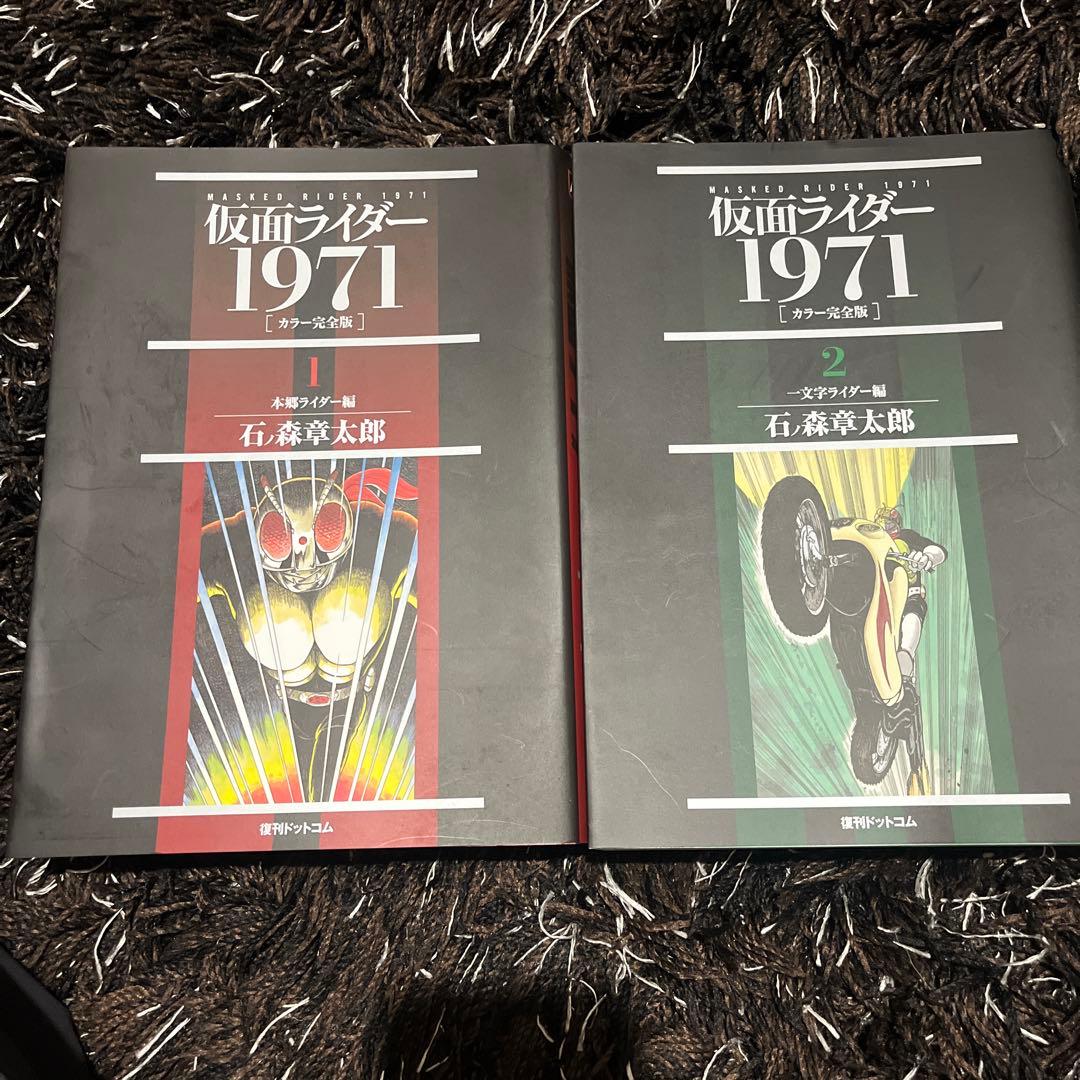 MASKED RIDER 1971
仮面ライダー
1971
[カラー完全版]
1
本郷ライダー編
石ノ森章太郎
復刊ドットコム
MASKED RIDER 1971
仮面ライダー
1971
[カラー完全版]
2
一文字ライダー編
石ノ森章太郎
復刊ドットコム